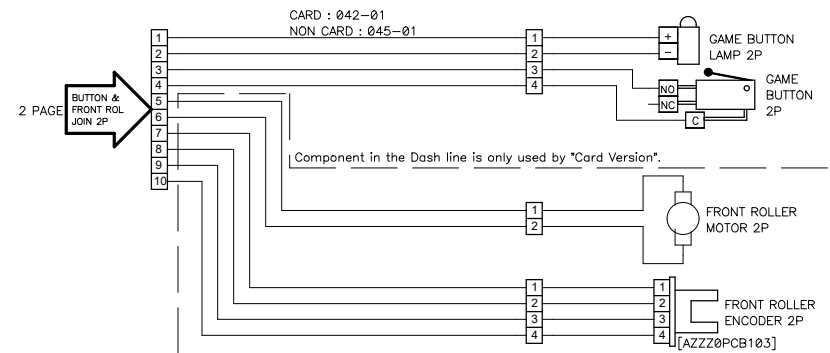 CARD : 042-01
NON CARD : 045-01
1
2
3
4
5
6
7
8
9
10
2 PAGE
BUTTON &
FRONT ROL
JOIN 2P
1
2
3
4
+
−
GAME BUTTON
LAMP 2P
NO
NC
C
GAME
BUTTON
2P
Component in the Dash line is only used by "Card Version".
1
2
FRONT ROLLER
MOTOR 2P
1
2
3
4
1
2
3
4
FRONT ROLLER
ENCODER 2P
[AZZZ0PCB103]